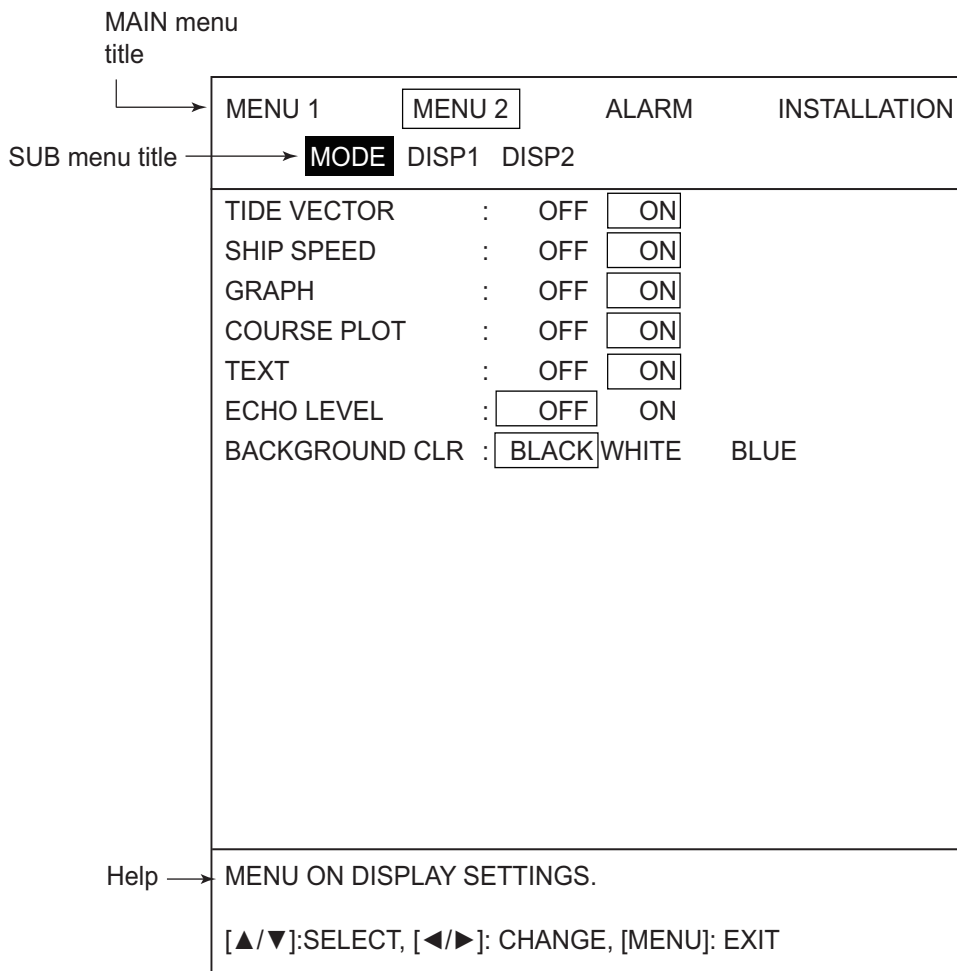 MAIN menu
title
MENU 1 MENU 2 ALARM INSTALLATION
SUB menu title MODE DISP1 DISP2
TIDE VECTOR : OFF ON
SHIP SPEED : OFF ON
GRAPH : OFF ON
COURSE PLOT : OFF ON
TEXT : OFF ON
ECHO LEVEL : OFF ON
BACKGROUND CLR : BLACK WHITE BLUE
Help MENU ON DISPLAY SETTINGS.
[▲/▼]:SELECT, [◄/►]: CHANGE, [MENU]: EXIT